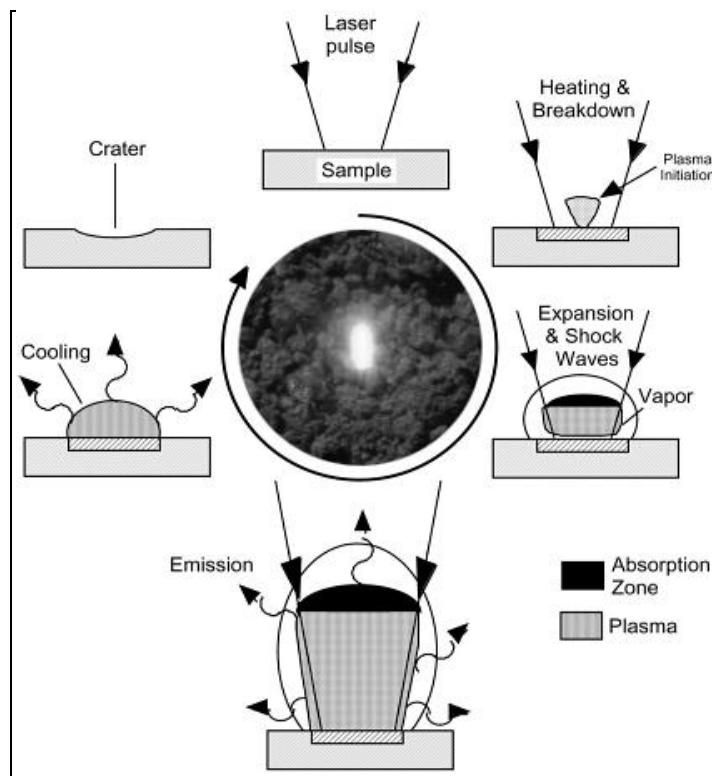 Laser
pulse
Sample
Heating &
Breakdown
Plasma
Initiation
Expansion
& Shock
Waves
Vapor
Absorption
Zone
Plasma
Emission
Cooling
Crater